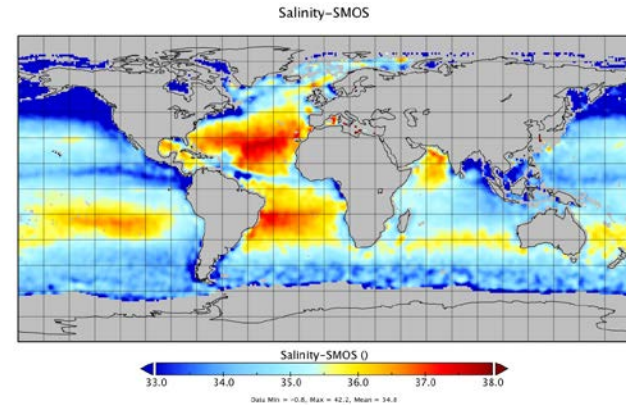 Salinity-SMOS
Salinity-SMOS ()
33.0 34.0 35.0 36.0 37.0 38.0
Data Min = -0.8, Max = 42.2, Mean = 34.8